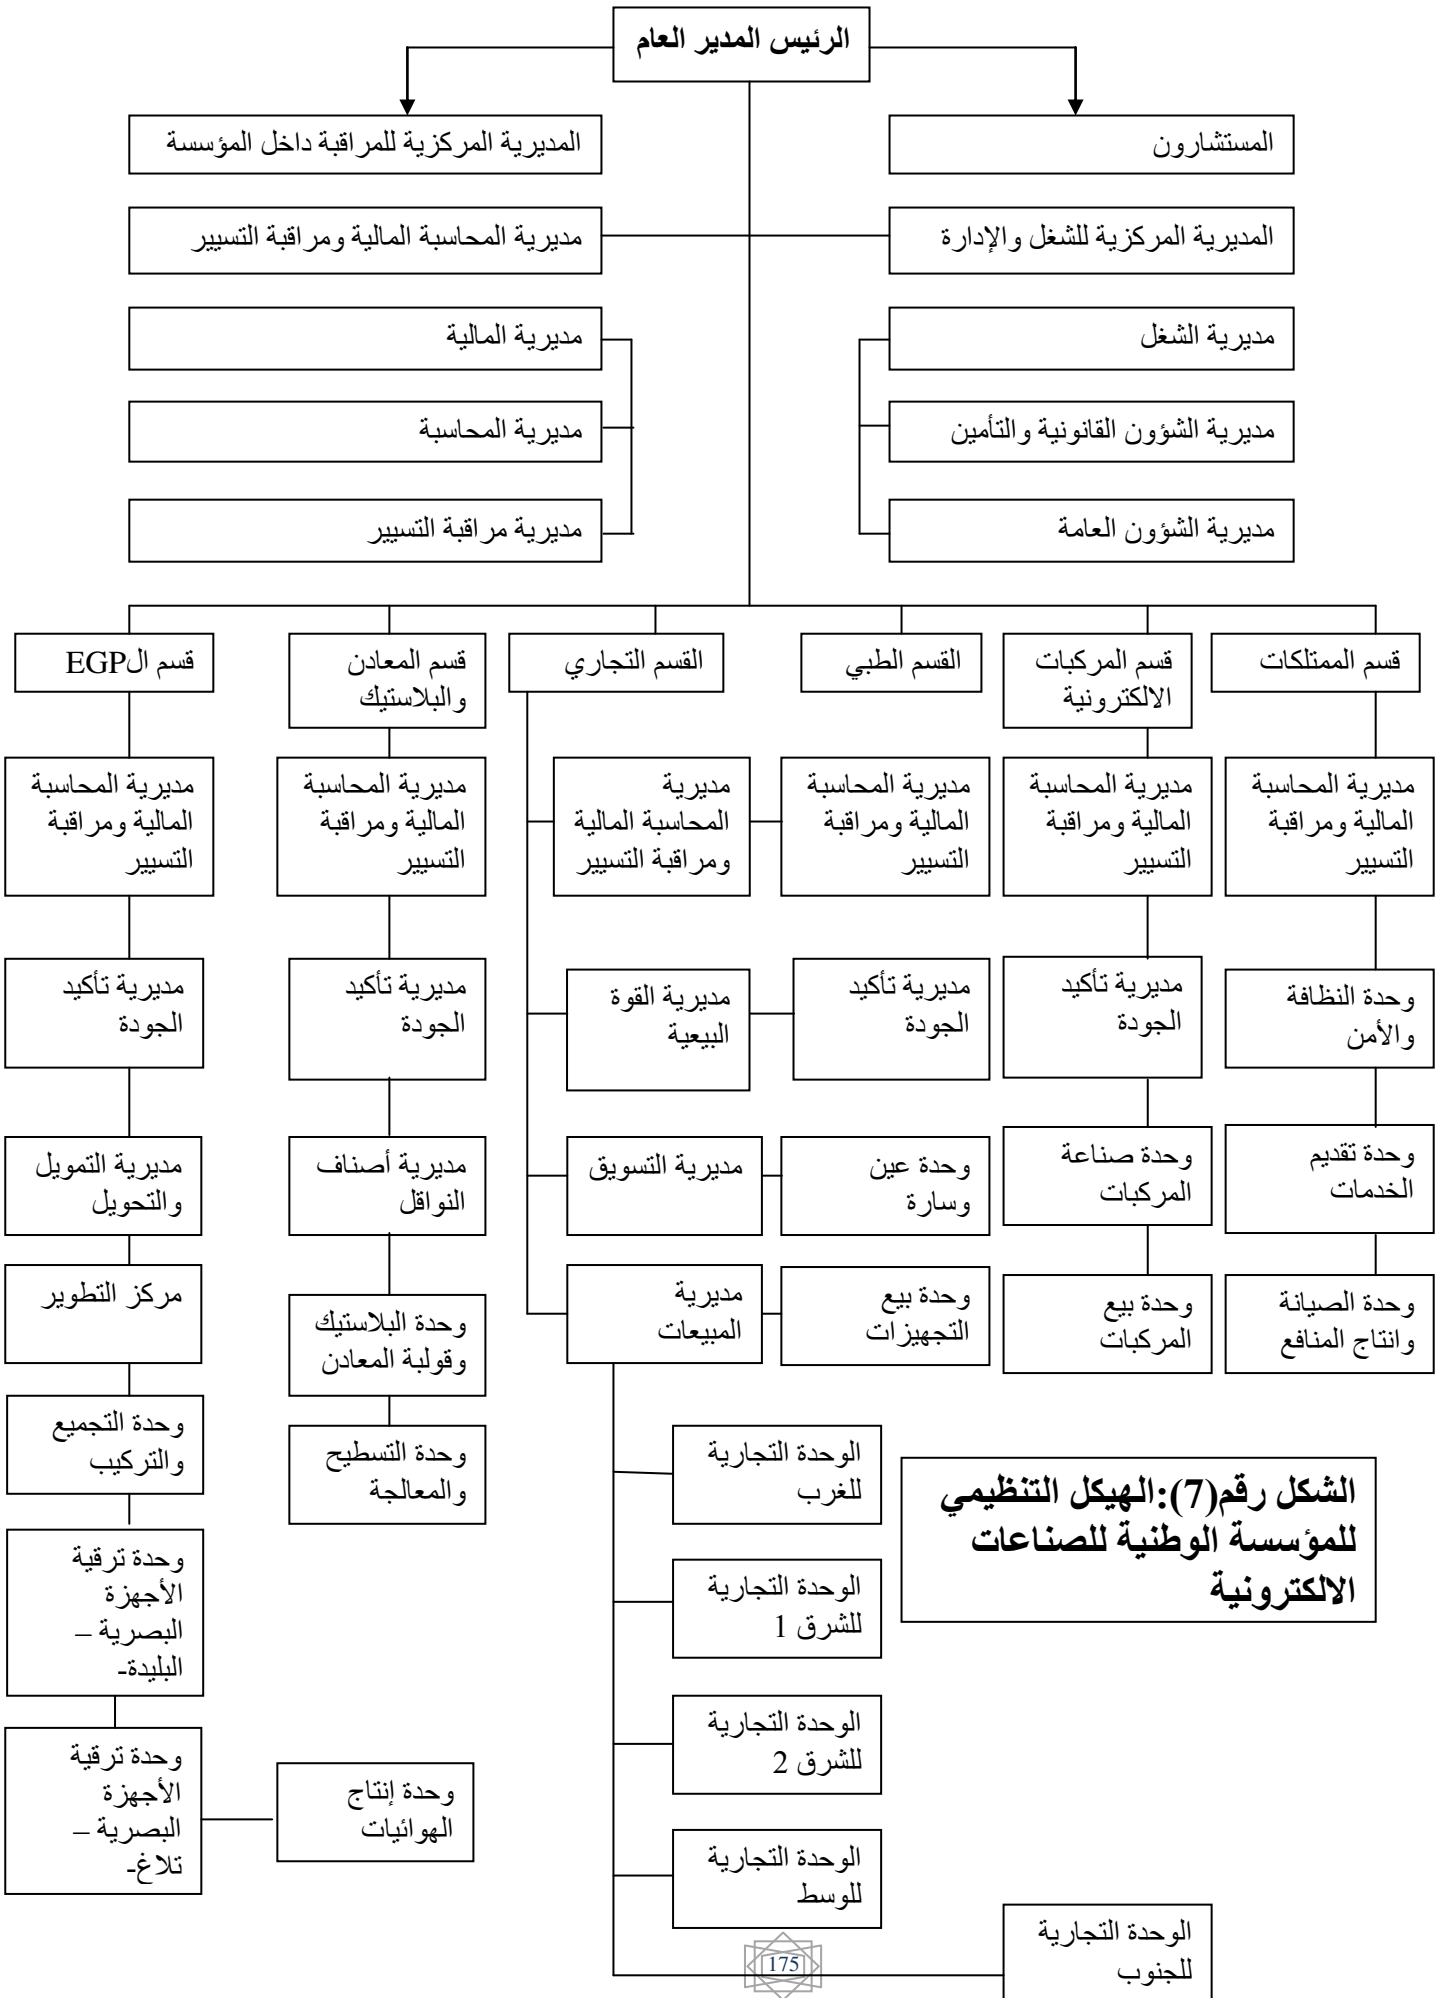 الرئيس المدير العام
المستشارون
المديرية المركزية للمراقبة داخل المؤسسة
المديرية المركزية للشغل والإدارة
مديرية المحاسبة المالية ومراقبة التسيير
مديرية الشغل
مديرية المالية
مديرية الشؤون القانونية والتأمين
مديرية المحاسبة
مديرية الشؤون العامة
مديرية مراقبة التسيير
قسم الممتلكات
قسم المركبات
الالكترونية
القسم الطبي
القسم التجاري
قسم المعادن
والبلاستيك
قسم الEGP
مديرية المحاسبة
المالية ومراقبة
التسيير
مديرية المحاسبة
المالية ومراقبة
التسيير
مديرية المحاسبة
المالية ومراقبة
التسيير
مديرية
المحاسبة المالية
ومراقبة التسيير
مديرية المحاسبة
المالية ومراقبة
التسيير
مديرية المحاسبة
المالية ومراقبة
التسيير
وحدة النظافة
والأمن
مديرية تأكيد
الجودة
مديرية تأكيد
الجودة
مديرية القوة
البيعية
مديرية تأكيد
الجودة
مديرية تأكيد
الجودة
وحدة تقديم
الخدمات
وحدة صناعة
المركبات
وحدة عين
وسارة
مديرية التسويق
مديرية أصناف
النواقل
مديرية التمويل
والتحويل
وحدة الصيانة
وانتاج المنافع
وحدة بيع
المركبات
وحدة بيع
التجهيزات
مديرية
المبيعات
وحدة البلاستيك
وقولبة المعادن
مركز التطوير
الوحدة التجارية
للغرب
وحدة التسطيح
والمعالجة
وحدة التجميع
والتركيب
الشكل رقم(7):الهيكل التنظيمي
للمؤسسة الوطنية للصناعات
الالكترونية
الوحدة التجارية
للشرق 1
وحدة ترقية
الأجهزة
البصرية –
البليدة-
الوحدة التجارية
للشرق 2
وحدة إنتاج
الهوائيات
وحدة ترقية
الأجهزة
البصرية –
تلاغ-
الوحدة التجارية
للوسط
الوحدة التجارية
للجنوب
175